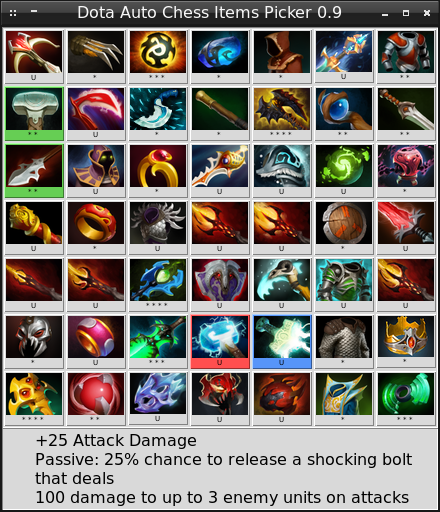 Dota Auto Chess Items Picker 0.9
U * * * * * * * U * *
* * U * * * * * * * * * *
* * U * U U U *
U U U U U * U
U U * * * * U U U U
* U * * * U U * *
* * * * * * U U U * * * *
+25 Attack Damage
Passive: 25% chance to release a shocking bolt
that deals
100 damage to up to 3 enemy units on attacks